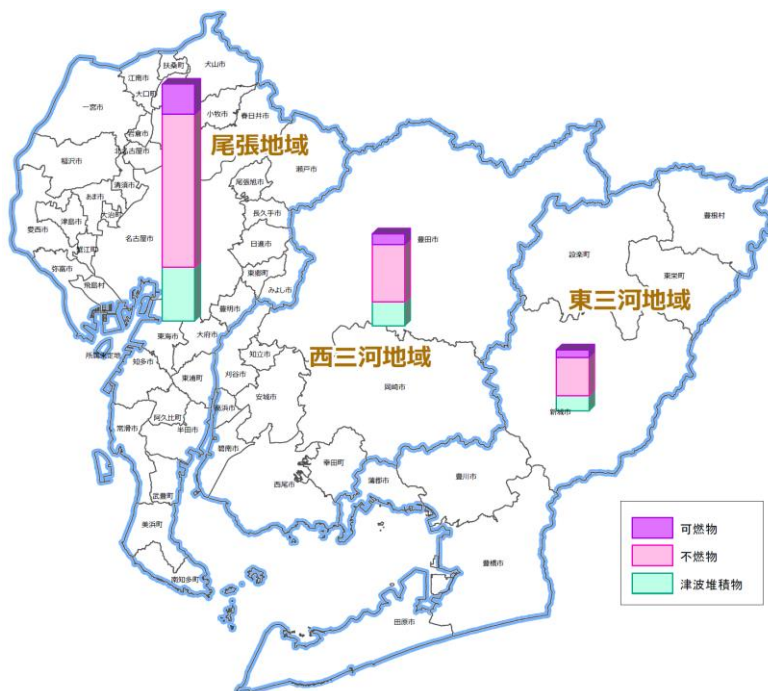 扶桑町
犬山市
江南市
大口町
一宮市
小牧市
春日井市
岩倉市
尾張地域
北名古屋市
稲沢市
瀬戸市
清須市
尾張旭市
あま市
大治町
津島市
長久手市
愛西市
名古屋市
日進市
蟹江町
弥富市
東郷町
飛島村
みよし市
豊明市
東海市
大府市
所属未定地
知多市
東浦町
阿久比町
常滑市
半田市
武豊町
美浜町
南知多町
豊田市
西三河地域
知立市
刈谷市
岡崎市
安城市
高浜市
碧南市
幸田町
西尾市
蒲郡市
豊根村
設楽町
東栄町
東三河地域
新城市
豊川市
豊橋市
田原市
可燃物
不燃物
津波堆積物